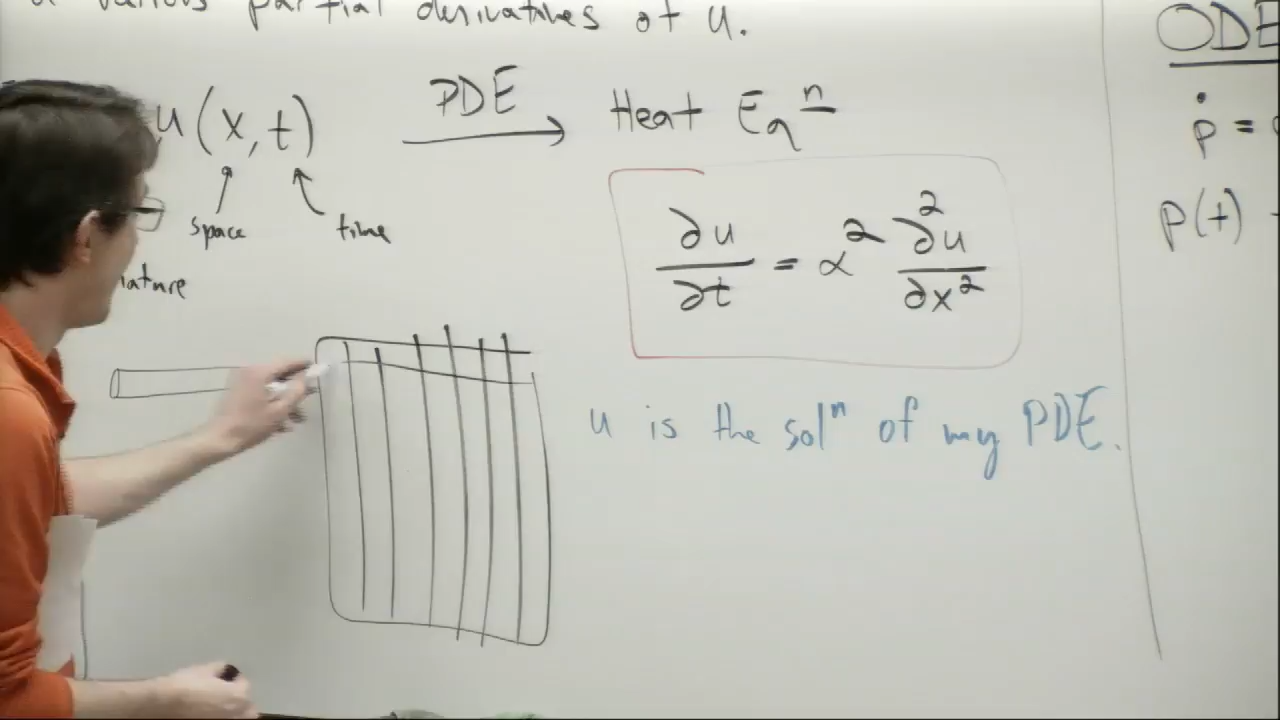 various partial derivatives of u.
u(x,t) PDE → Heat Eqⁿ
space time
∂u/∂t = α² ∂²u/∂x²
u is the solⁿ of my PDE.
ODE
ṗ =
p(t)